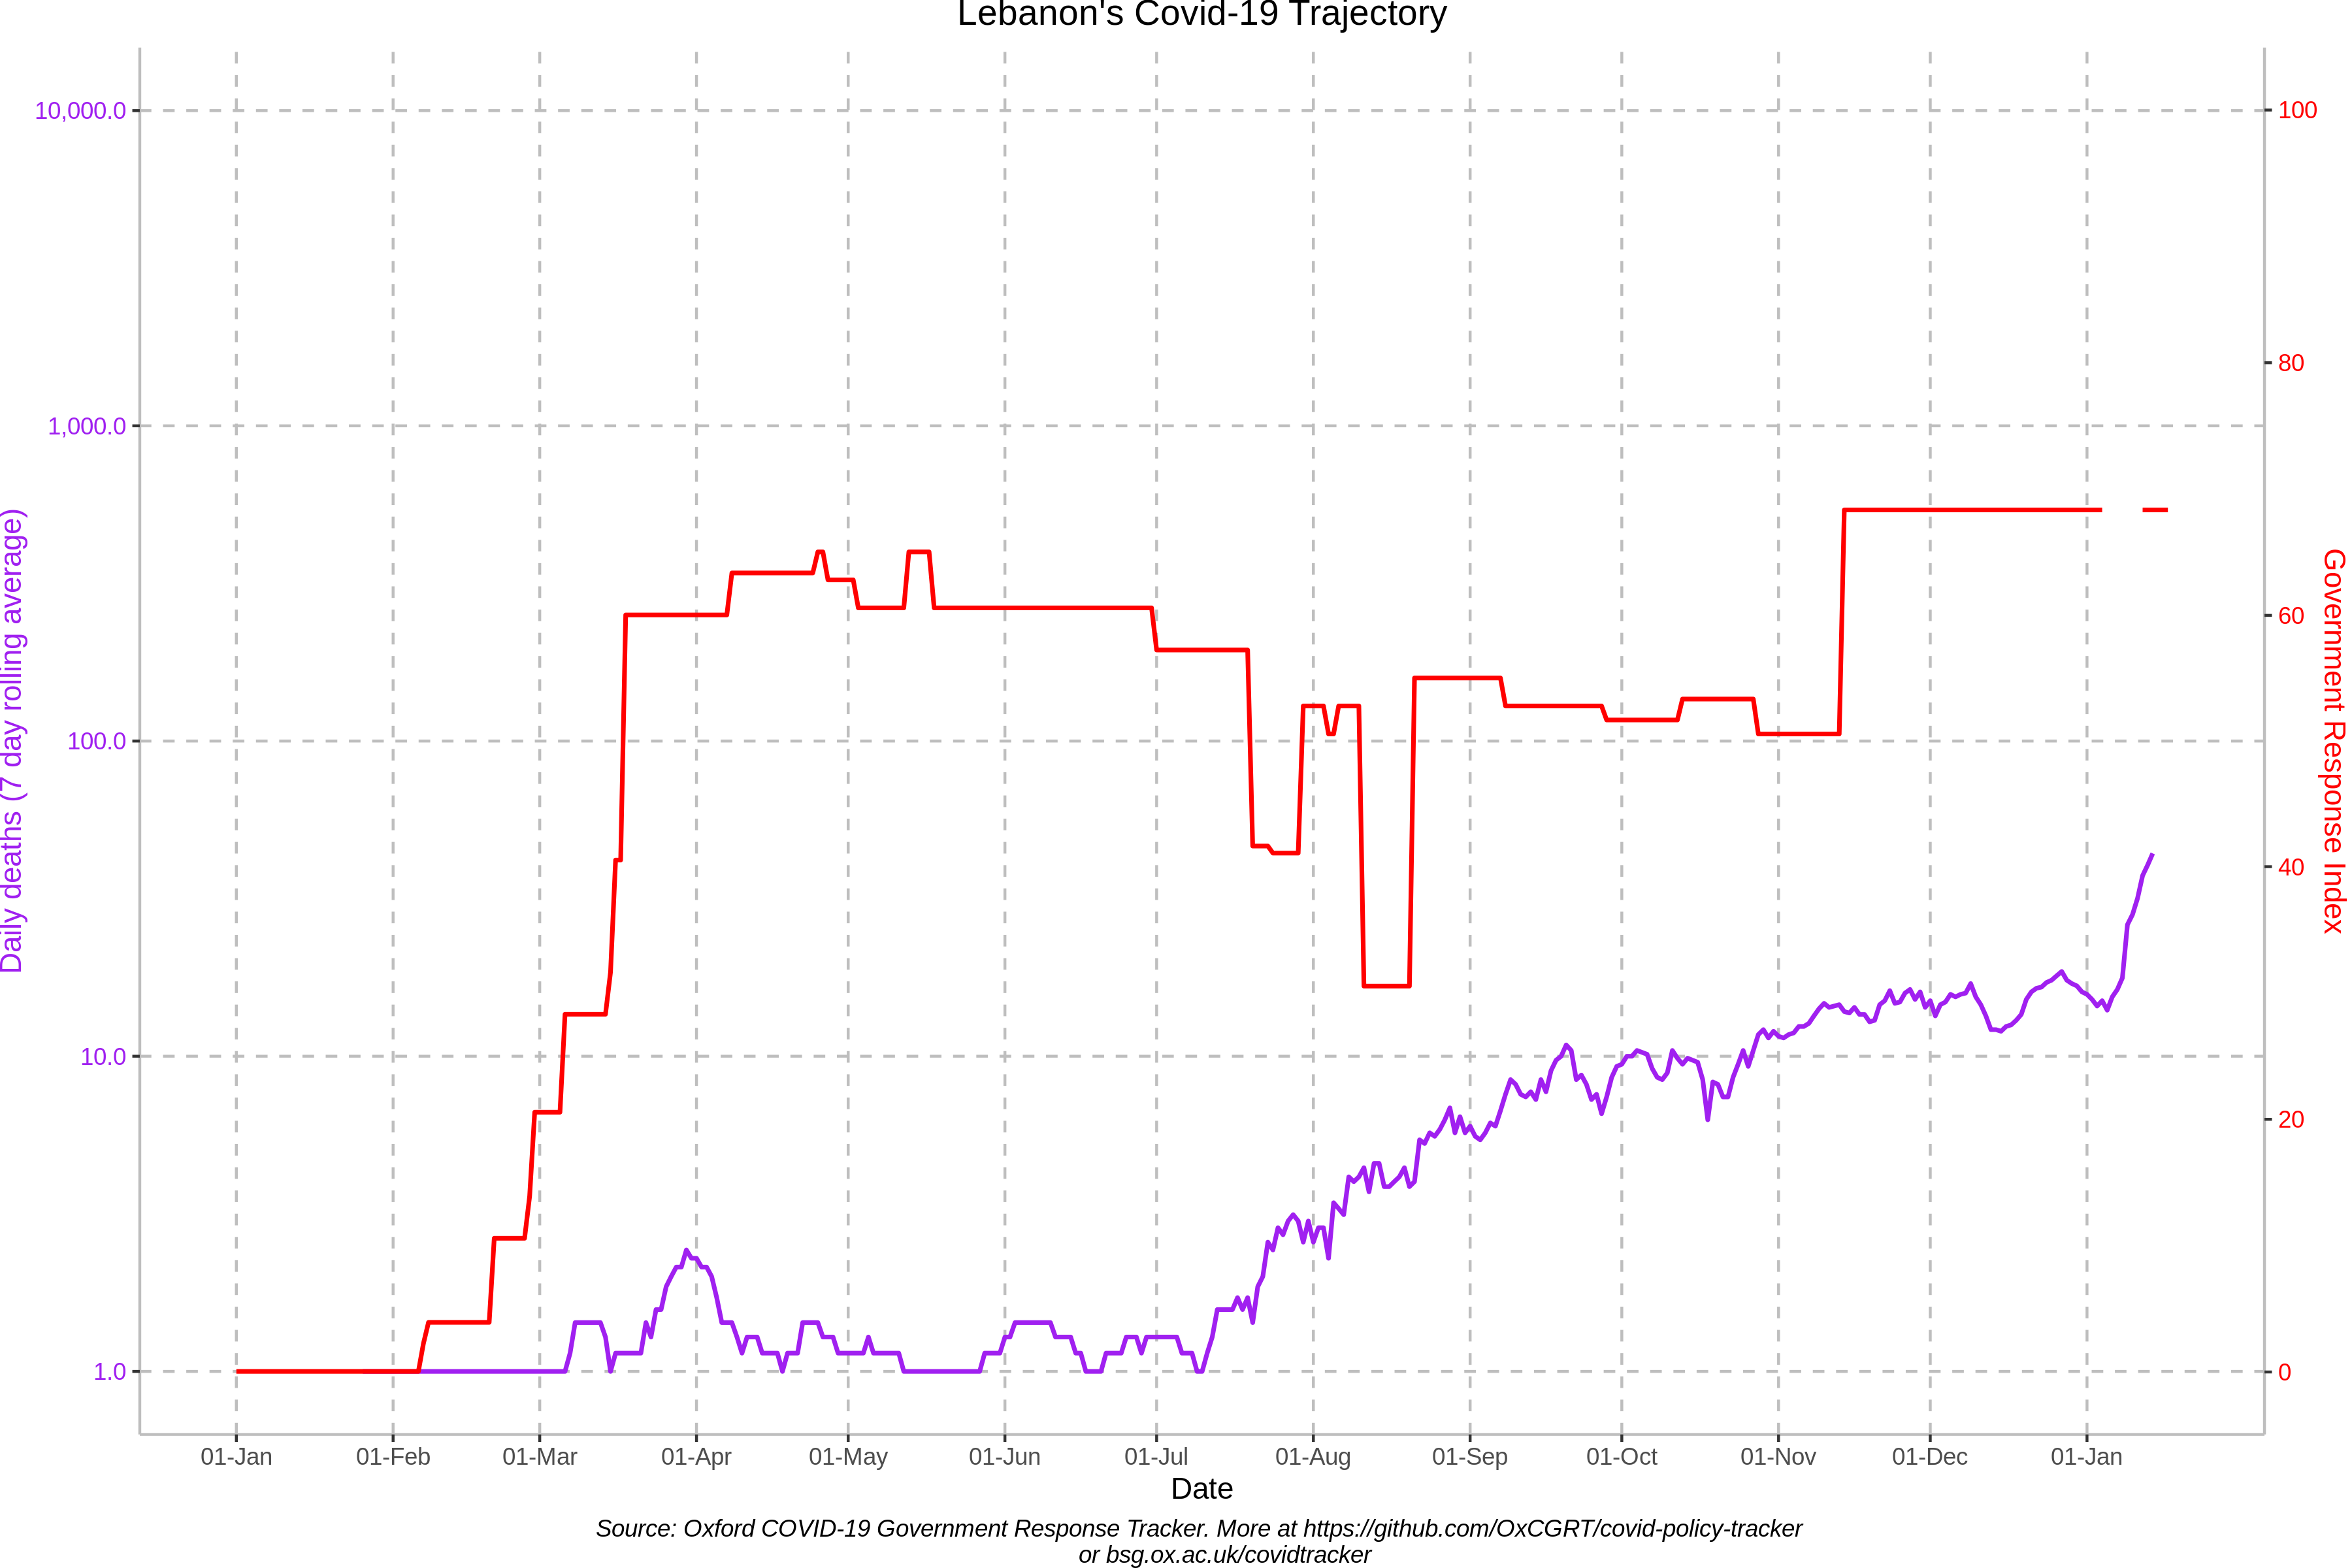 Lebanon's Covid-19 Trajectory
10,000.0
1,000.0
100.0
10.0
1.0
Daily deaths (7 day rolling average)
100
80
60
40
20
0
Government Response Index
01-Jan 01-Feb 01-Mar 01-Apr 01-May 01-Jun 01-Jul 01-Aug 01-Sep 01-Oct 01-Nov 01-Dec 01-Jan
Date
Source: Oxford COVID-19 Government Response Tracker. More at https://github.com/OxCGRT/covid-policy-tracker
or bsg.ox.ac.uk/covidtracker